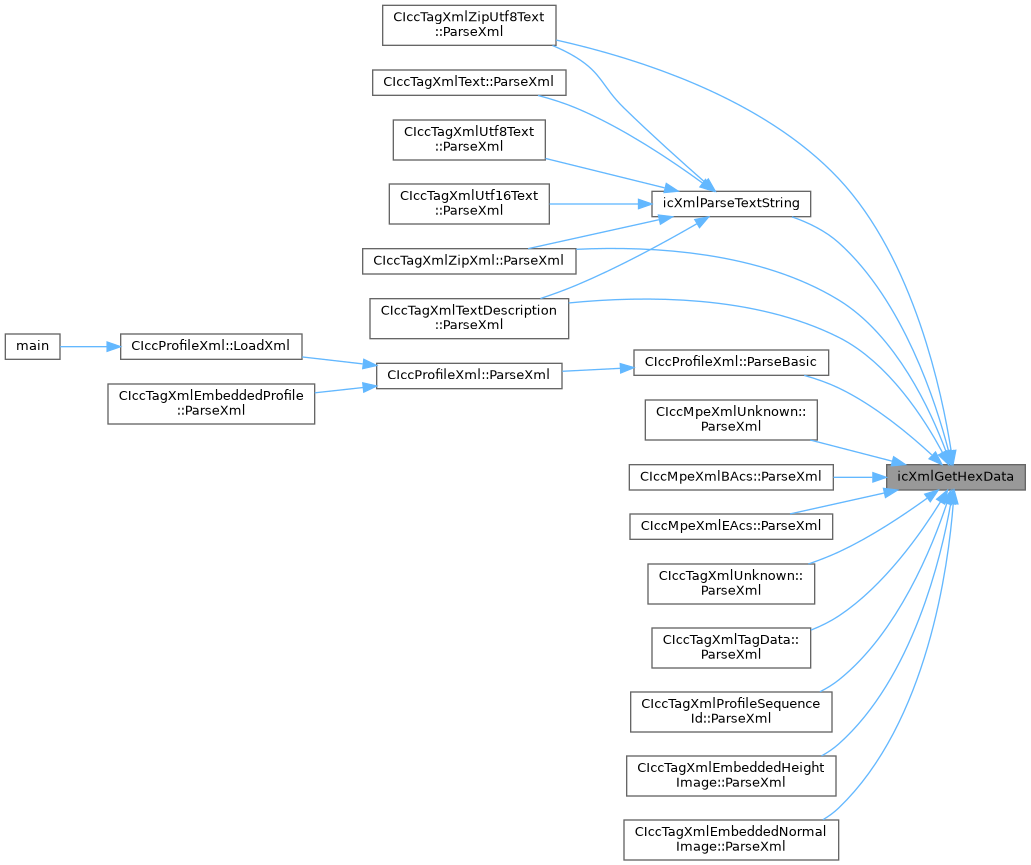 CIccTagXmlZipUtf8Text
::ParseXml
CIccTagXmlText::ParseXml
CIccTagXmlUtf8Text
::ParseXml
CIccTagXmlUtf16Text
::ParseXml
icXmlParseTextString
CIccTagXmlZipXml::ParseXml
CIccTagXmlTextDescription
::ParseXml
main
CIccProfileXml::LoadXml
CIccProfileXml::ParseXml
CIccProfileXml::ParseBasic
CIccTagXmlEmbeddedProfile
::ParseXml
CIccMpeXmlUnknown::
ParseXml
CIccMpeXmlBAcs::ParseXml
icXmlGetHexData
CIccMpeXmlEAcs::ParseXml
CIccTagXmlUnknown::
ParseXml
CIccTagXmlTagData::
ParseXml
CIccTagXmlProfileSequence
Id::ParseXml
CIccTagXmlEmbeddedHeight
Image::ParseXml
CIccTagXmlEmbeddedNormal
Image::ParseXml